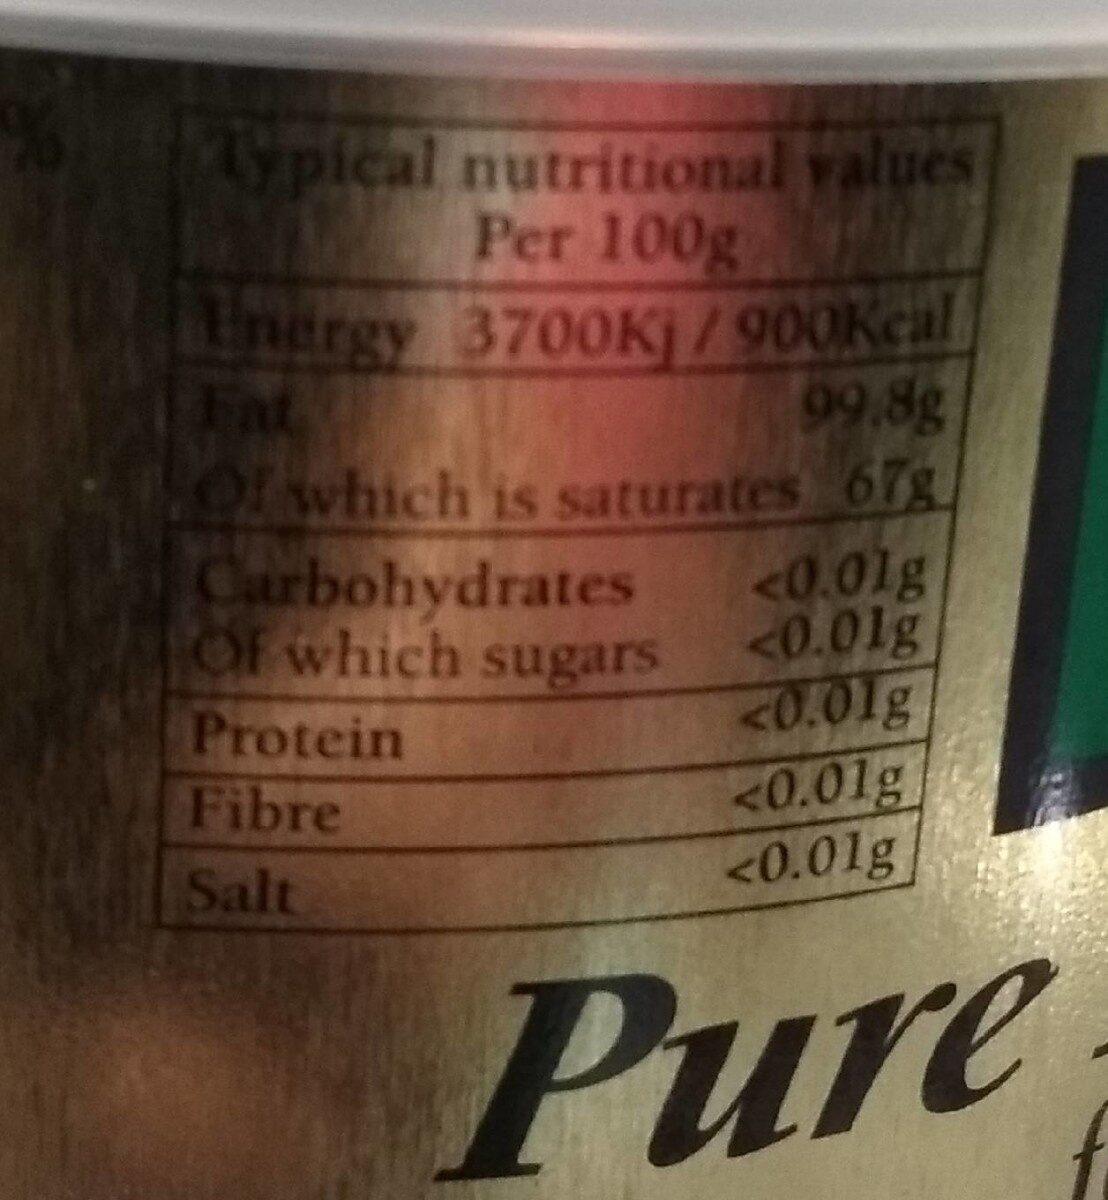 %
Typical nutritional values
Per 100g
Energy 3700Kj / 900Kcal
Fat 99.8g
Of which is saturates 67g
Carbohydrates <0.01g
Of which sugars <0.01g
Protein <0.01g
Fibre <0.01g
Salt <0.01g
Pure